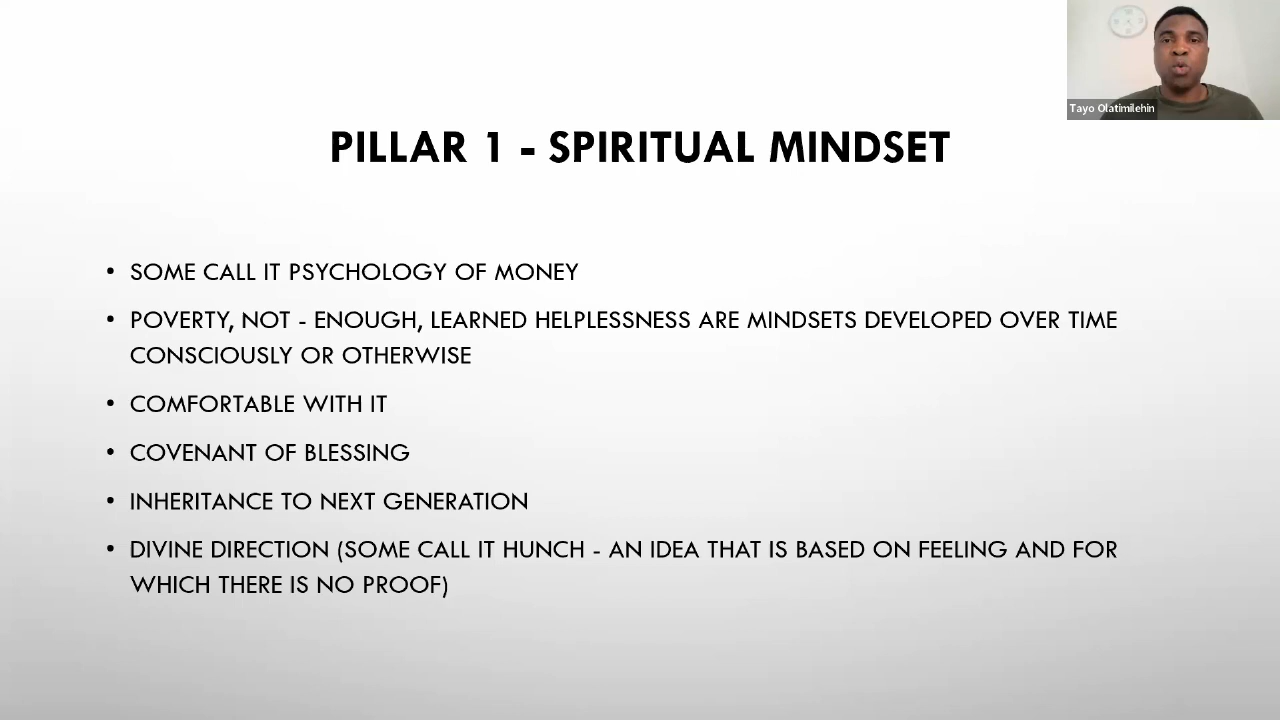 Tayo Olatimilehin
PILLAR 1 - SPIRITUAL MINDSET
• SOME CALL IT PSYCHOLOGY OF MONEY
• POVERTY, NOT - ENOUGH, LEARNED HELPLESSNESS ARE MINDSETS DEVELOPED OVER TIME
CONSCIOUSLY OR OTHERWISE
• COMFORTABLE WITH IT
• COVENANT OF BLESSING
• INHERITANCE TO NEXT GENERATION
• DIVINE DIRECTION (SOME CALL IT HUNCH - AN IDEA THAT IS BASED ON FEELING AND FOR
WHICH THERE IS NO PROOF)